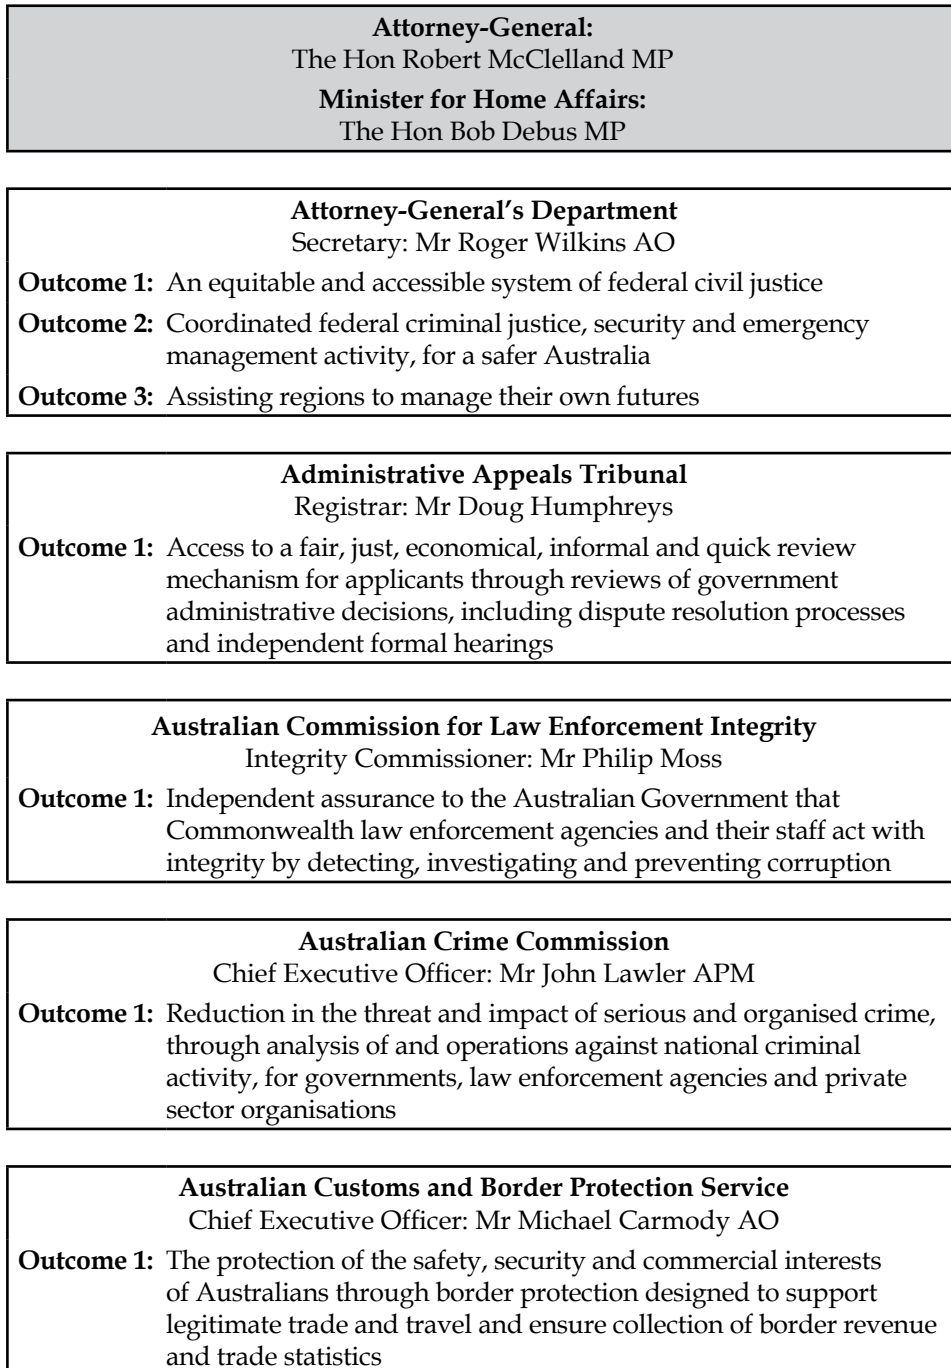 Attorney-General:
The Hon Robert McClelland MP
Minister for Home Affairs:
The Hon Bob Debus MP
Attorney-General’s Department
Secretary: Mr Roger Wilkins AO
Outcome 1: An equitable and accessible system of federal civil justice
Outcome 2: Coordinated federal criminal justice, security and emergency
management activity, for a safer Australia
Outcome 3: Assisting regions to manage their own futures
Administrative Appeals Tribunal
Registrar: Mr Doug Humphreys
Outcome 1: Access to a fair, just, economical, informal and quick review
mechanism for applicants through reviews of government
administrative decisions, including dispute resolution processes
and independent formal hearings
Australian Commission for Law Enforcement Integrity
Integrity Commissioner: Mr Philip Moss
Outcome 1: Independent assurance to the Australian Government that
Commonwealth law enforcement agencies and their staff act with
integrity by detecting, investigating and preventing corruption
Australian Crime Commission
Chief Executive Officer: Mr John Lawler APM
Outcome 1: Reduction in the threat and impact of serious and organised crime,
through analysis of and operations against national criminal
activity, for governments, law enforcement agencies and private
sector organisations
Australian Customs and Border Protection Service
Chief Executive Officer: Mr Michael Carmody AO
Outcome 1: The protection of the safety, security and commercial interests
of Australians through border protection designed to support
legitimate trade and travel and ensure collection of border revenue
and trade statistics